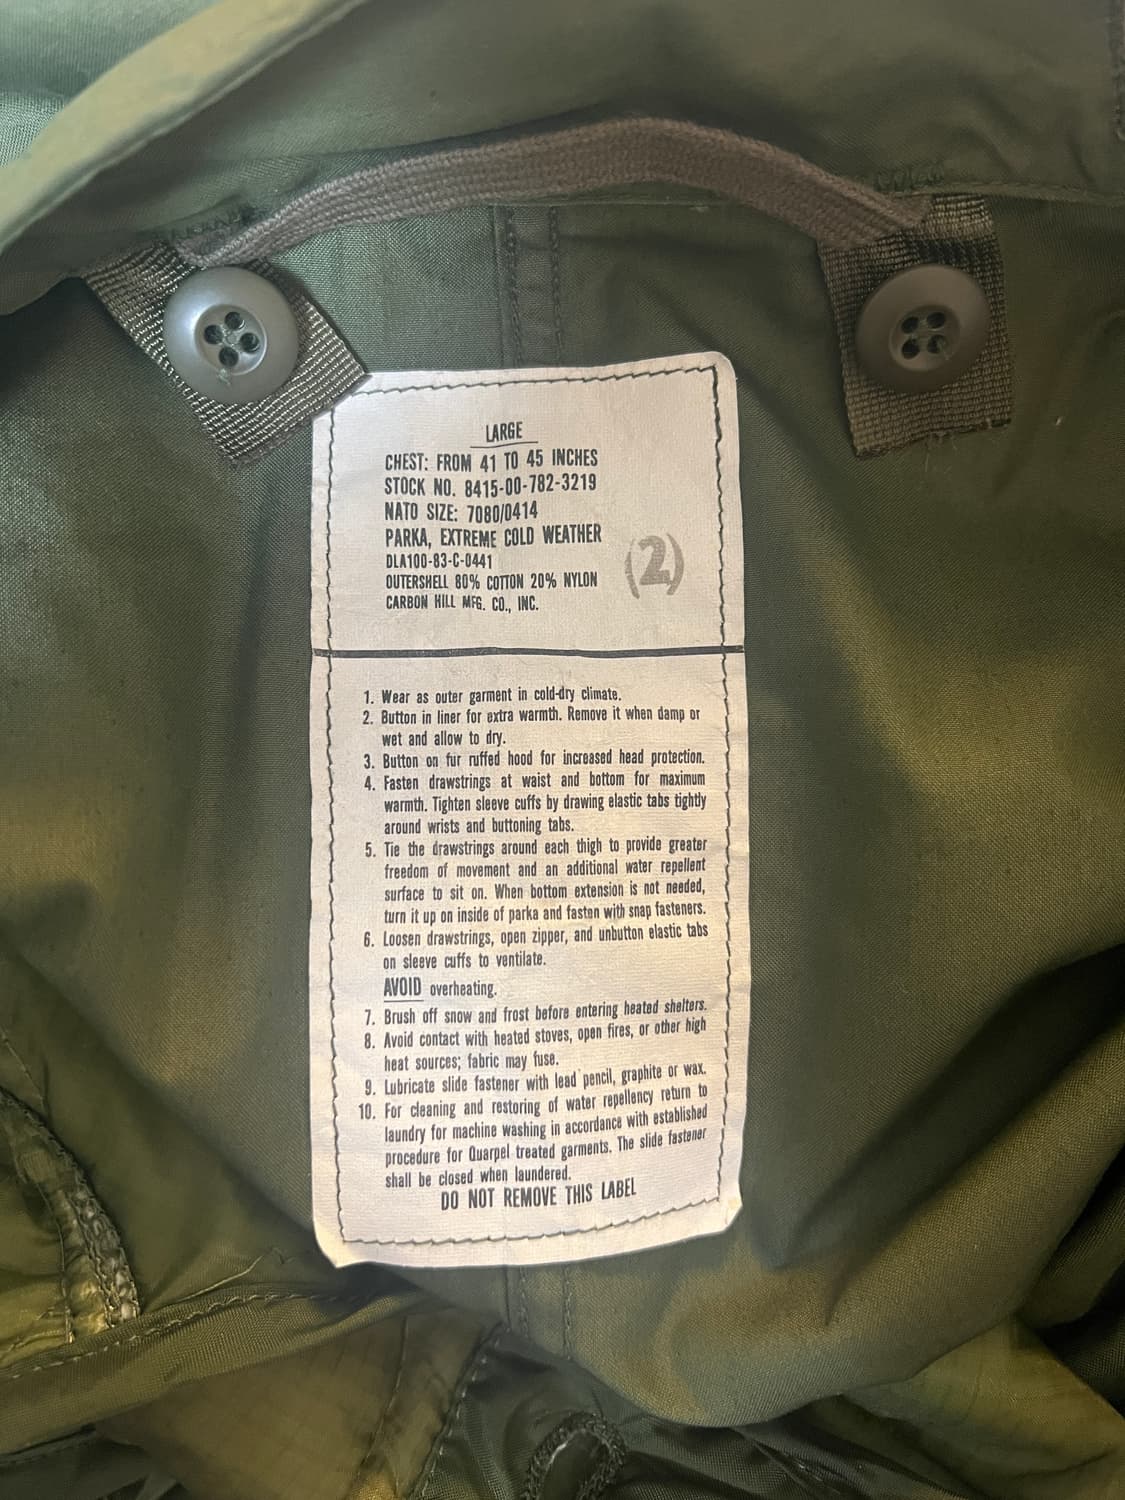 LARGE
CHEST: FROM 41 TO 45 INCHES
STOCK NO. 8415-00-782-3219
NATO SIZE: 7080/0414
PARKA, EXTREME COLD WEATHER
DLA100-83-C-0441
OUTERSHELL 80% COTTON 20% NYLON
CARBON HILL MFG. CO., INC.
(2)
1. Wear as outer garment in cold-dry climate.
2. Button in liner for extra warmth. Remove it when damp or
wet and allow to dry.
3. Button on fur ruffed hood for increased head protection.
4. Fasten drawstrings at waist and bottom for maximum
warmth. Tighten sleeve cuffs by drawing elastic tabs tightly
around wrists and buttoning tabs.
5. Tie the drawstrings around each thigh to provide greater
freedom of movement and an additional water repellent
surface to sit on. When bottom extension is not needed,
turn it up on inside of parka and fasten with snap fasteners.
6. Loosen drawstrings, open zipper, and unbutton elastic tabs
on sleeve cuffs to ventilate.
AVOID overheating.
7. Brush off snow and frost before entering heated shelters.
8. Avoid contact with heated stoves, open fires, or other high
heat sources; fabric may fuse.
9. Lubricate slide fastener with lead pencil, graphite or wax.
10. For cleaning and restoring of water repellency return to
laundry for machine washing in accordance with established
procedure for Quarpel treated garments. The slide fastener
shall be closed when laundered.
DO NOT REMOVE THIS LABEL